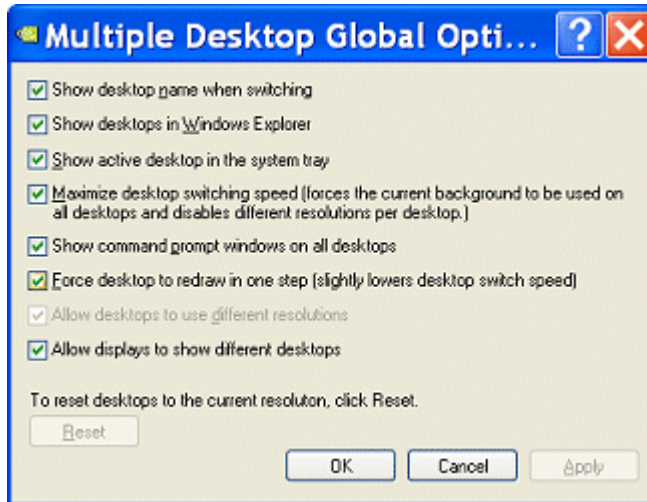 Multiple Desktop Global Opti...
Show desktop name when switching
Show desktops in Windows Explorer
Show active desktop in the system tray
Maximize desktop switching speed (forces the current background to be used on
all desktops and disables different resolutions per desktop.)
Show command prompt windows on all desktops
Force desktop to redraw in one step (slightly lowers desktop switch speed)
Allow desktops to use different resolutions
Allow displays to show different desktops
To reset desktops to the current resoluton, click Reset.
Reset
OK Cancel Apply